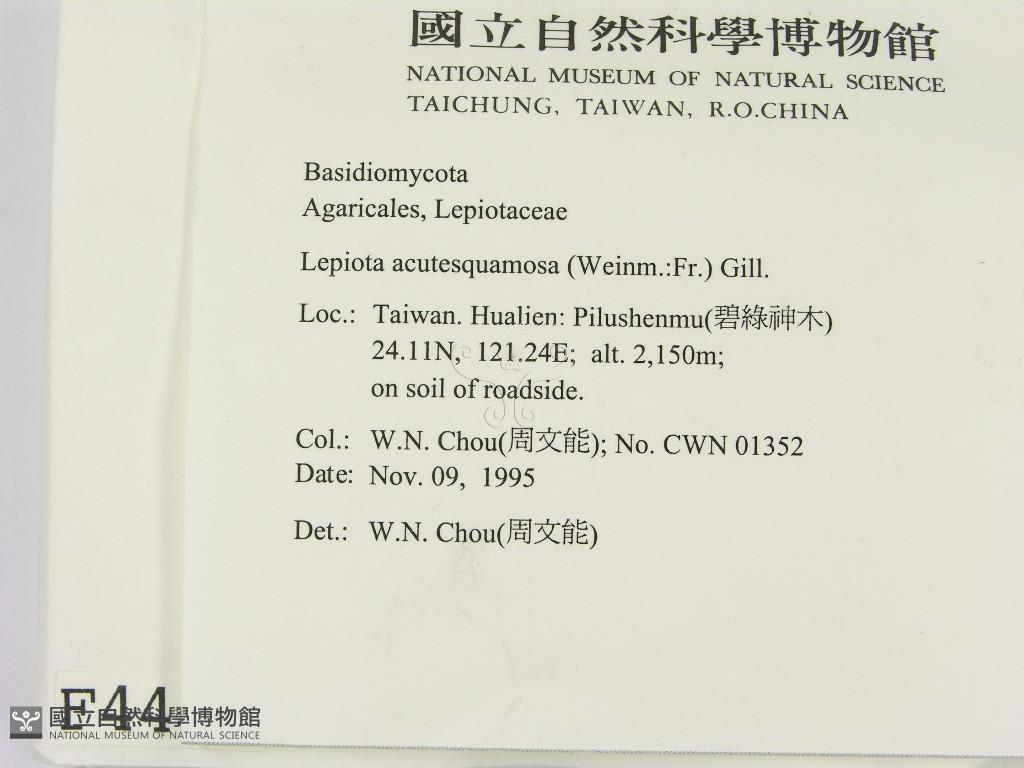 國立自然科學博物館
NATIONAL MUSEUM OF NATURAL SCIENCE
TAICHUNG, TAIWAN, R.O.CHINA
Basidiomycota
Agaricales, Lepiotaceae
Lepiota acutesquamosa (Weinm.:Fr.) Gill.
Loc.: Taiwan. Hualien: Pilushenmu(碧綠神木)
24.11N, 121.24E; alt. 2,150m;
on soil of roadside.
Col.: W.N. Chou(周文能); No. CWN 01352
Date: Nov. 09, 1995
Det.: W.N. Chou(周文能)
F44
國立自然科學博物館
NATIONAL MUSEUM OF NATURAL SCIENCE